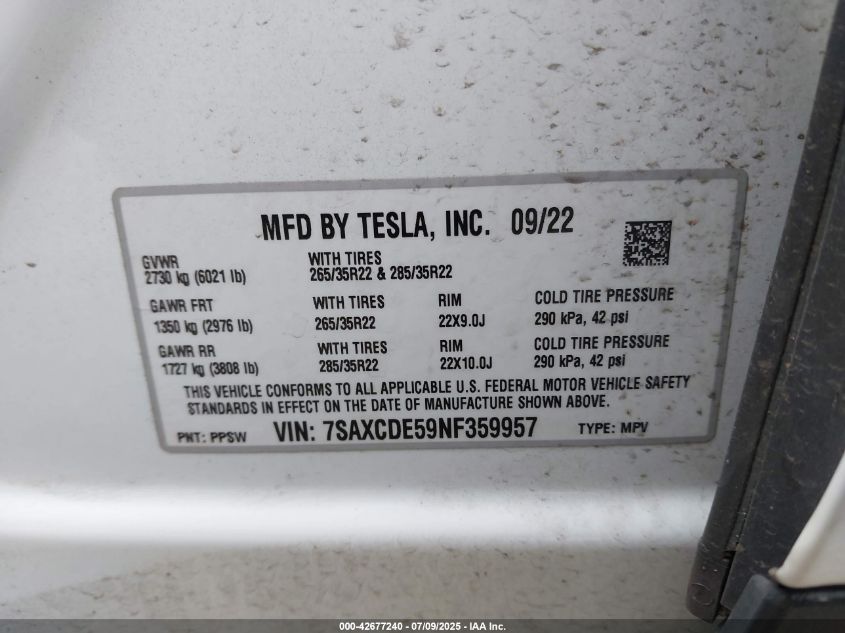 MFD BY TESLA, INC. 09/22
GVWR WITH TIRES
2730 kg (6021 lb) 265/35R22 & 285/35R22
GAWR FRT WITH TIRES RIM COLD TIRE PRESSURE
1350 kg (2976 lb) 265/35R22 22X9.0J 290 kPa, 42 psi
GAWR RR WITH TIRES RIM COLD TIRE PRESSURE
1727 kg (3808 lb) 285/35R22 22X10.0J 290 kPa, 42 psi
THIS VEHICLE CONFORMS TO ALL APPLICABLE U.S. FEDERAL MOTOR VEHICLE SAFETY
STANDARDS IN EFFECT ON THE DATE OF MANUFACTURE SHOWN ABOVE.
PNT: PPSW VIN: 7SAXCDE59NF359957 TYPE: MPV
000-42677240 - 07/09/2025 - IAA Inc.